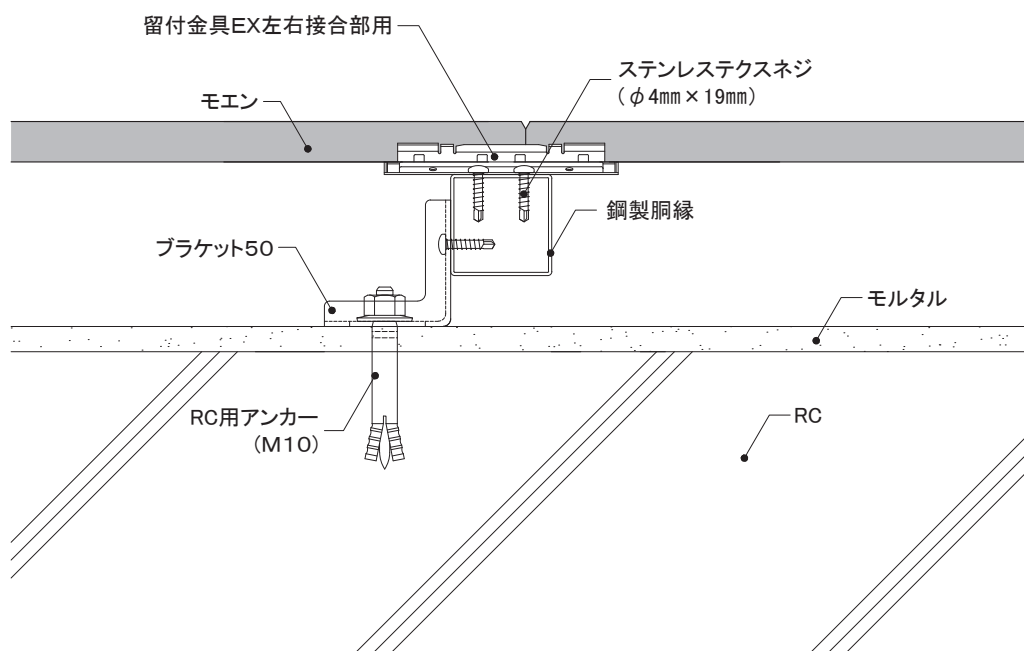 留付金具EX左右接合部用
ステンレステクスネジ
(φ4mm×19mm)
モエン
鋼製胴縁
ブラケット50
モルタル
RC用アンカー
(M10)
RC